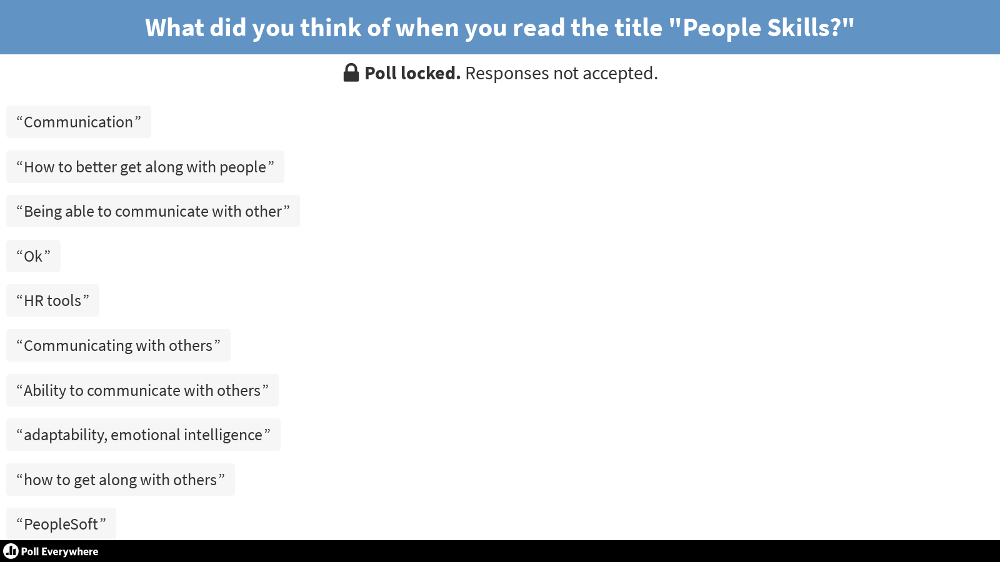 What did you think of when you read the title "People Skills?"
Poll locked. Responses not accepted.
“Communication”
“How to better get along with people”
“Being able to communicate with other”
“Ok”
“HR tools”
“Communicating with others”
“Ability to communicate with others”
“adaptability, emotional intelligence”
“how to get along with others”
“PeopleSoft”
Poll Everywhere